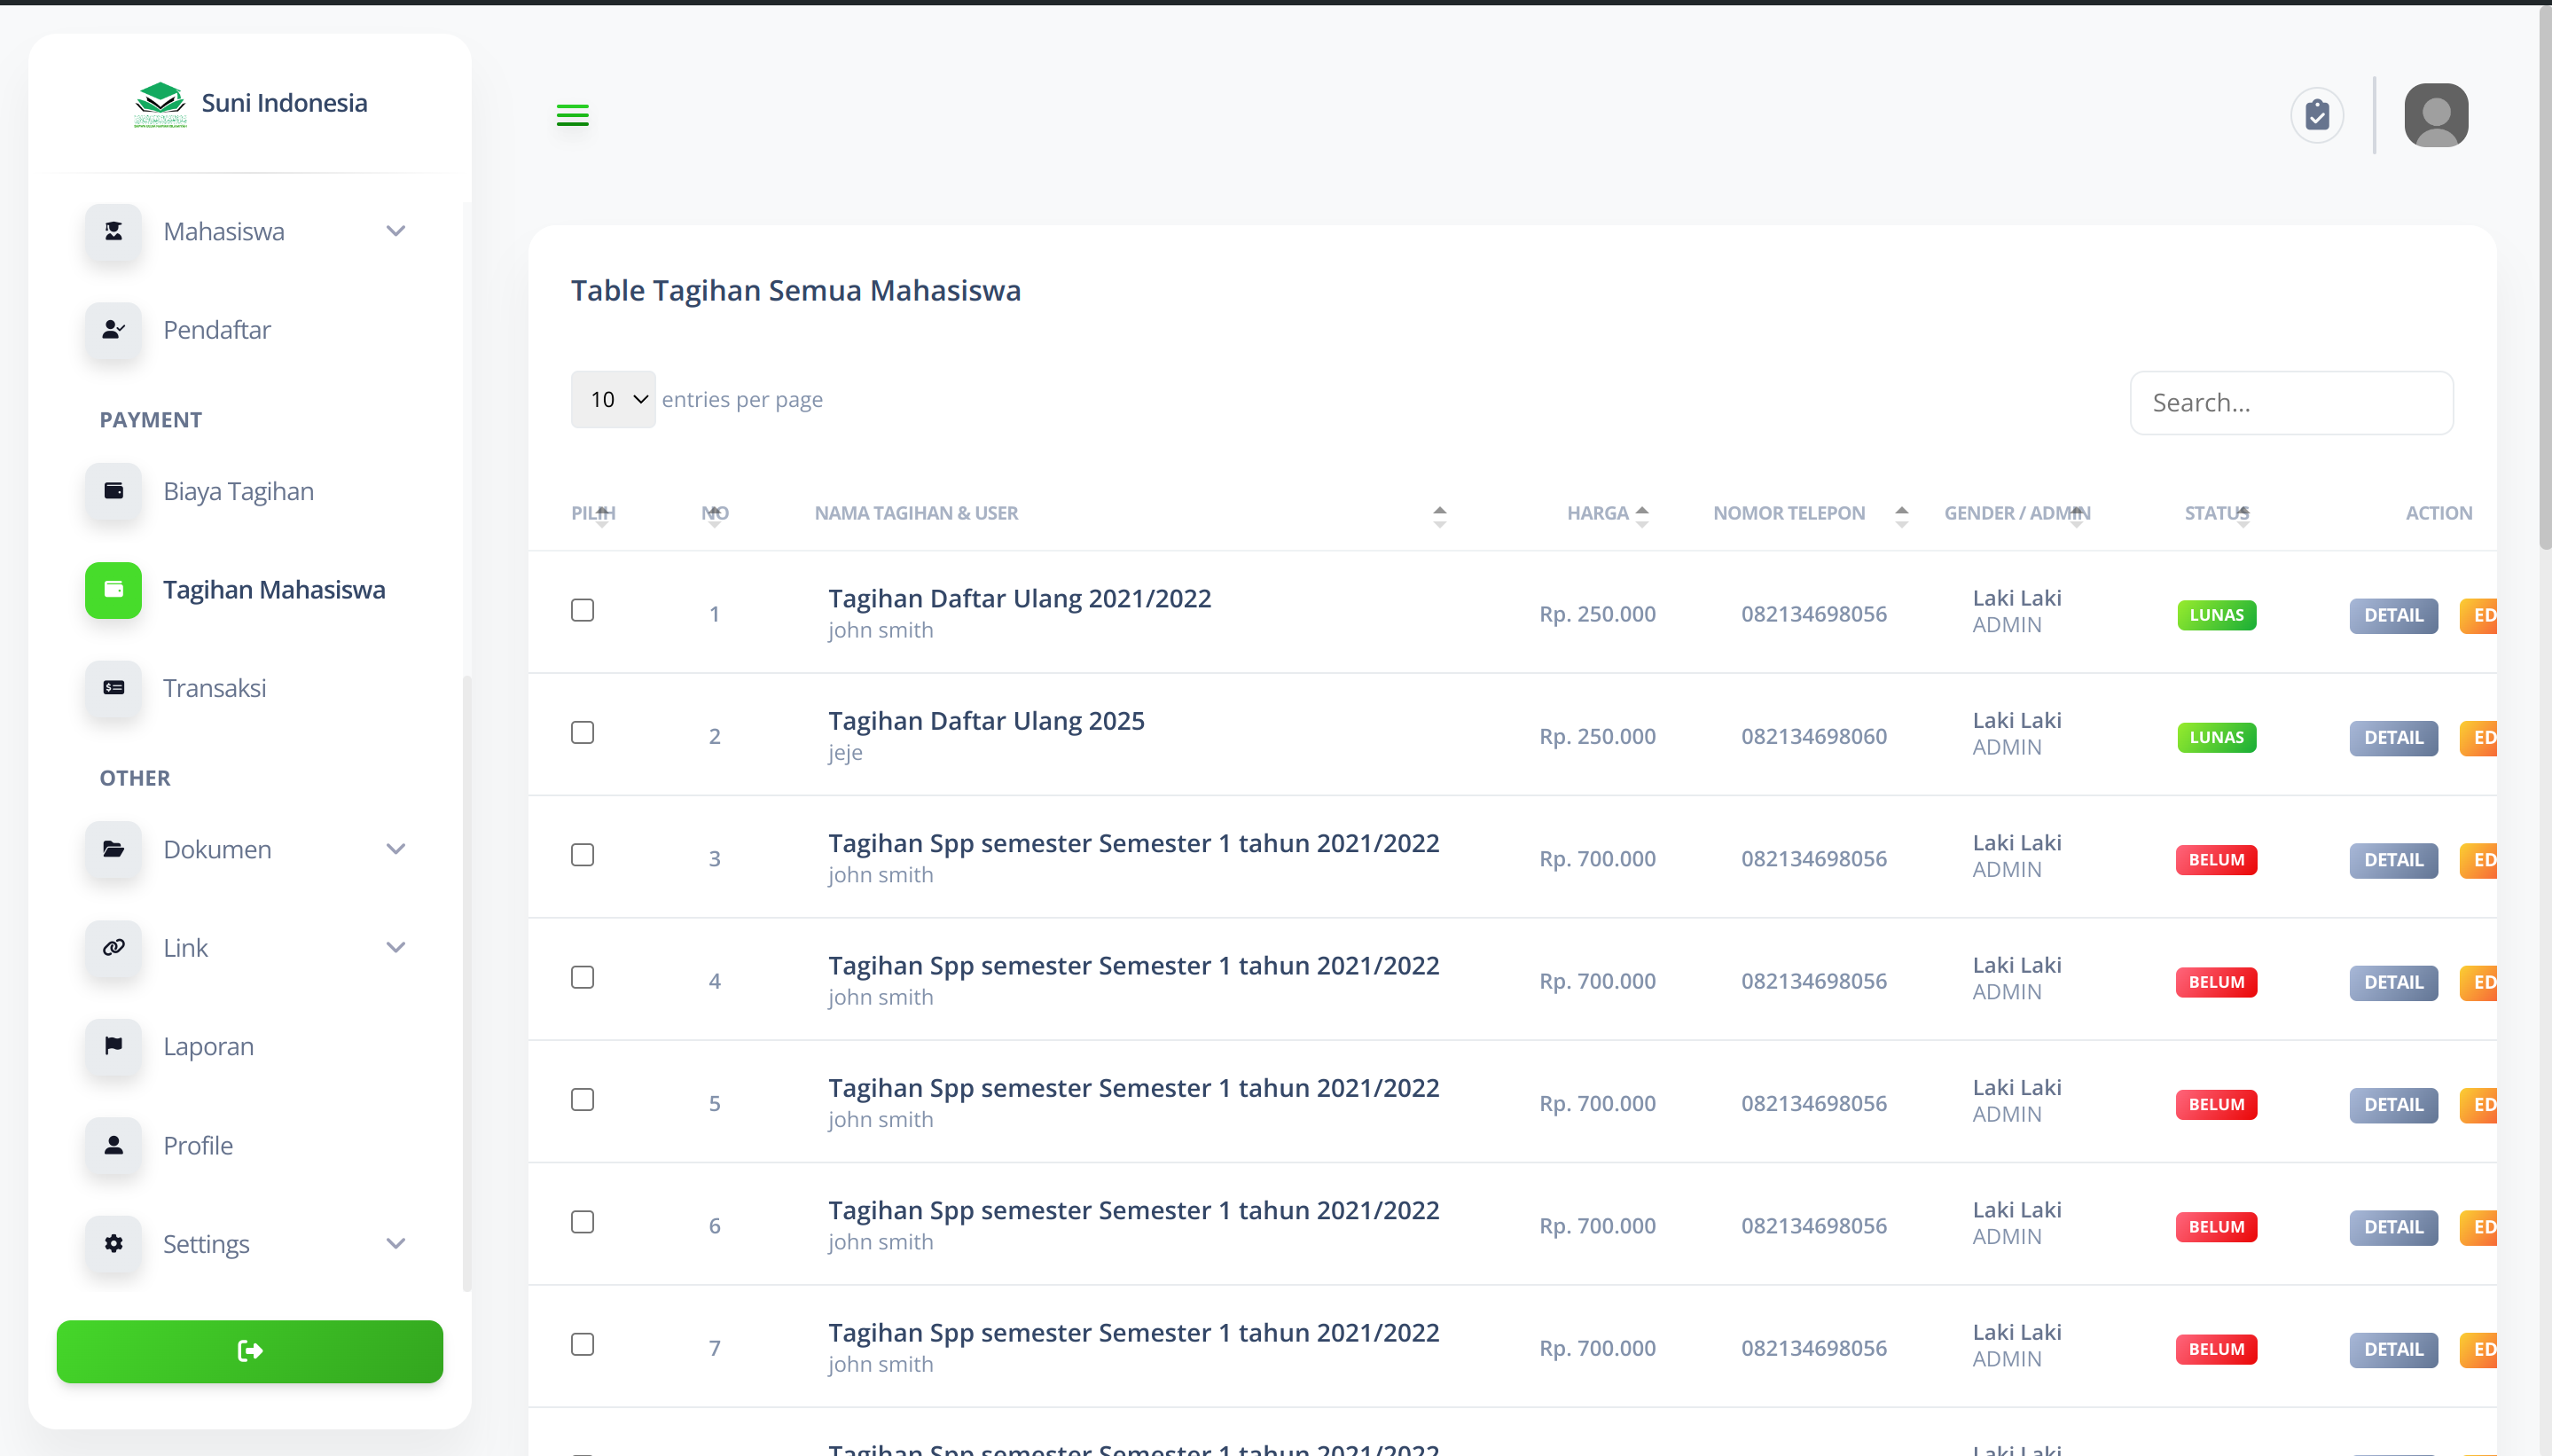 Suni Indonesia
Mahasiswa
Pendaftar
PAYMENT
Biaya Tagihan
Tagihan Mahasiswa
Transaksi
OTHER
Dokumen
Link
Laporan
Profile
Settings
Table Tagihan Semua Mahasiswa
10 entries per page
Search...
PILIH NO NAMA TAGIHAN & USER HARGA NOMOR TELEPON GENDER / ADMIN STATUS ACTION
1 Tagihan Daftar Ulang 2021/2022 Rp. 250.000 082134698056 Laki Laki LUNAS DETAIL ED
john smith ADMIN
2 Tagihan Daftar Ulang 2025 Rp. 250.000 082134698060 Laki Laki LUNAS DETAIL ED
jeje ADMIN
3 Tagihan Spp semester Semester 1 tahun 2021/2022 Rp. 700.000 082134698056 Laki Laki BELUM DETAIL ED
john smith ADMIN
4 Tagihan Spp semester Semester 1 tahun 2021/2022 Rp. 700.000 082134698056 Laki Laki BELUM DETAIL ED
john smith ADMIN
5 Tagihan Spp semester Semester 1 tahun 2021/2022 Rp. 700.000 082134698056 Laki Laki BELUM DETAIL ED
john smith ADMIN
6 Tagihan Spp semester Semester 1 tahun 2021/2022 Rp. 700.000 082134698056 Laki Laki BELUM DETAIL ED
john smith ADMIN
7 Tagihan Spp semester Semester 1 tahun 2021/2022 Rp. 700.000 082134698056 Laki Laki BELUM DETAIL ED
john smith ADMIN
Tagihan Spp semester Semester 1 tahun 2021/2022 Laki Laki